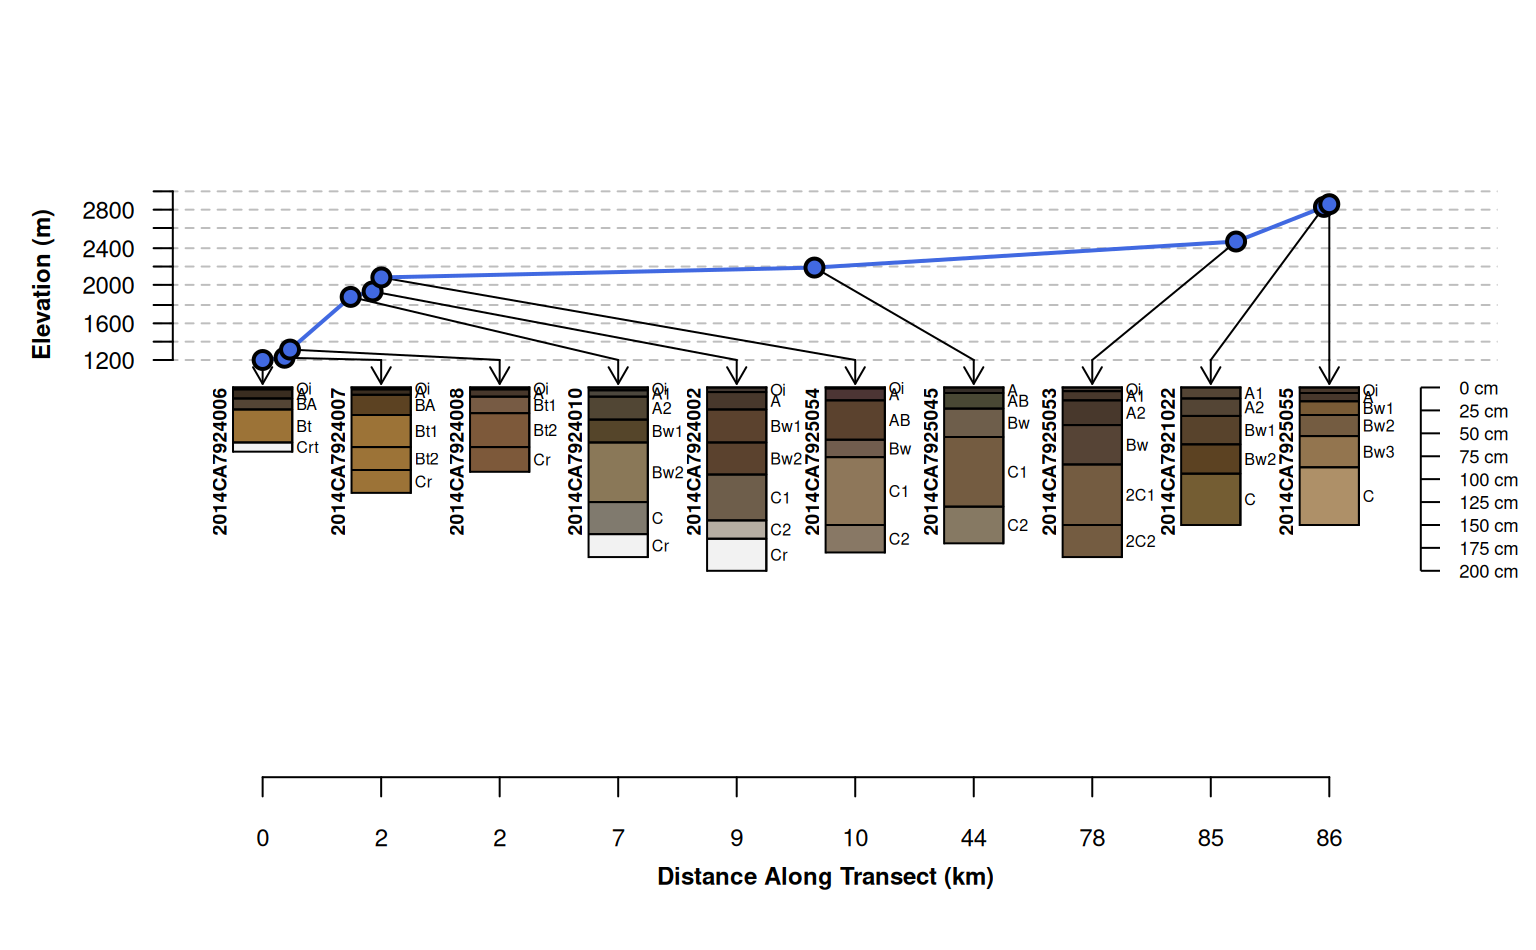 Elevation (m)
2800
2400
2000
1600
1200
2014CA7924006
Oi
A
BA
Bt
Crt
2014CA7924007
Oi
A
BA
Bt1
Bt2
Cr
2014CA7924008
Oi
A
Bt1
Bt2
Cr
2014CA7924010
Oi
A1
A2
Bw1
Bw2
C
Cr
2014CA7924002
Oi
A
Bw1
Bw2
C1
C2
Cr
2014CA7925054
Oi
A
AB
Bw
C1
C2
2014CA7925045
A
AB
Bw
C1
C2
2014CA7925053
Oi
A1
A2
Bw
2C1
2C2
2014CA7921022
A1
A2
Bw1
Bw2
C
2014CA7925055
Oi
A
Bw1
Bw2
Bw3
C
0 cm
25 cm
50 cm
75 cm
100 cm
125 cm
150 cm
175 cm
200 cm
0 2 2 7 9 10 44 78 85 86
Distance Along Transect (km)